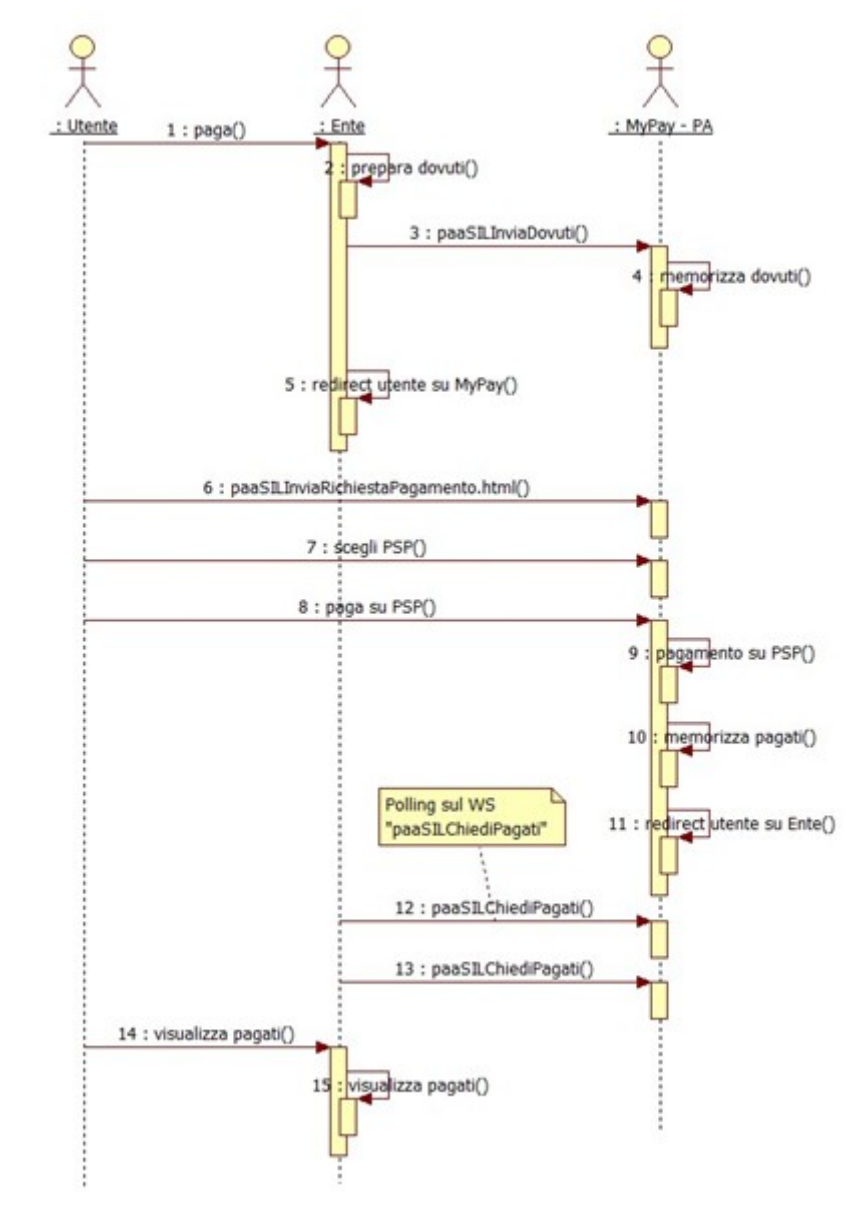 : Utente
: Ente
: MyPay - PA
1 : paga()
2 : prepara dovuti()
3 : paaSILInviaDovuti()
4 : memorizza dovuti()
5 : redirect utente su MyPay()
6 : paaSILInviaRichiestaPagamento.html()
7 : scegli PSP()
8 : paga su PSP()
9 : pagamento su PSP()
10 : memorizza pagati()
Polling sul WS
"paaSILChiediPagati"
11 : redirect utente su Ente()
12 : paaSILChiediPagati()
13 : paaSILChiediPagati()
14 : visualizza pagati()
15 : visualizza pagati()